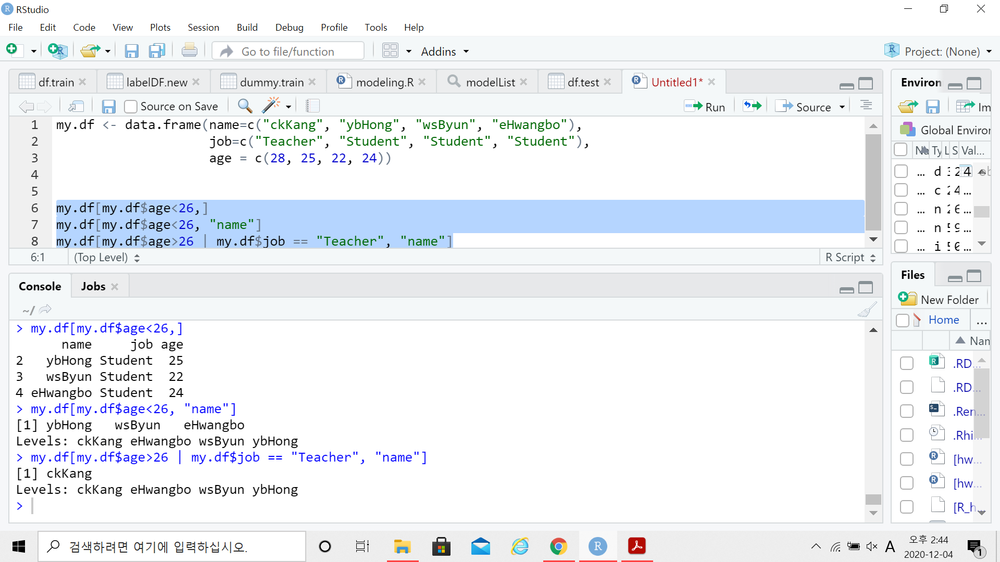 RStudio
File Edit Code View Plots Session Build Debug Profile Tools Help
Go to file/function Addins Project: (None)
df.train labelDF.new dummy.train modeling.R modelList df.test Untitled1*
Source on Save Run Source
1 my.df <- data.frame(name=c("ckKang", "ybHong", "wsByun", "eHwangbo"),
2 job=c("Teacher", "Student", "Student", "Student"),
3 age = c(28, 25, 22, 24))
4
5
6 my.df[my.df$age<26,]
7 my.df[my.df$age<26, "name"]
8 my.df[my.df$age>26 | my.df$job == "Teacher", "name"]
6:1 (Top Level) R Script
Console Jobs
~/
> my.df[my.df$age<26,]
name job age
2 ybHong Student 25
3 wsByun Student 22
4 eHwangbo Student 24
> my.df[my.df$age<26, "name"]
[1] ybHong wsByun eHwangbo
Levels: ckKang eHwangbo wsByun ybHong
> my.df[my.df$age>26 | my.df$job == "Teacher", "name"]
[1] ckKang
Levels: ckKang eHwangbo wsByun ybHong
>
Environ
Im
Global Enviror
Ty L S Val...
... d 2 4
... c 2 4...
... n 2 6...
... n 5 9...
... i 5 0...
Files
New Folder
Home ...
Nan
.RD...
.RD...
.Ren...
.Rhi...
[hw...
[hw...
[R_h...
검색하려면 여기에 입력하십시오.
A 오후 2:44
2020-12-04
1